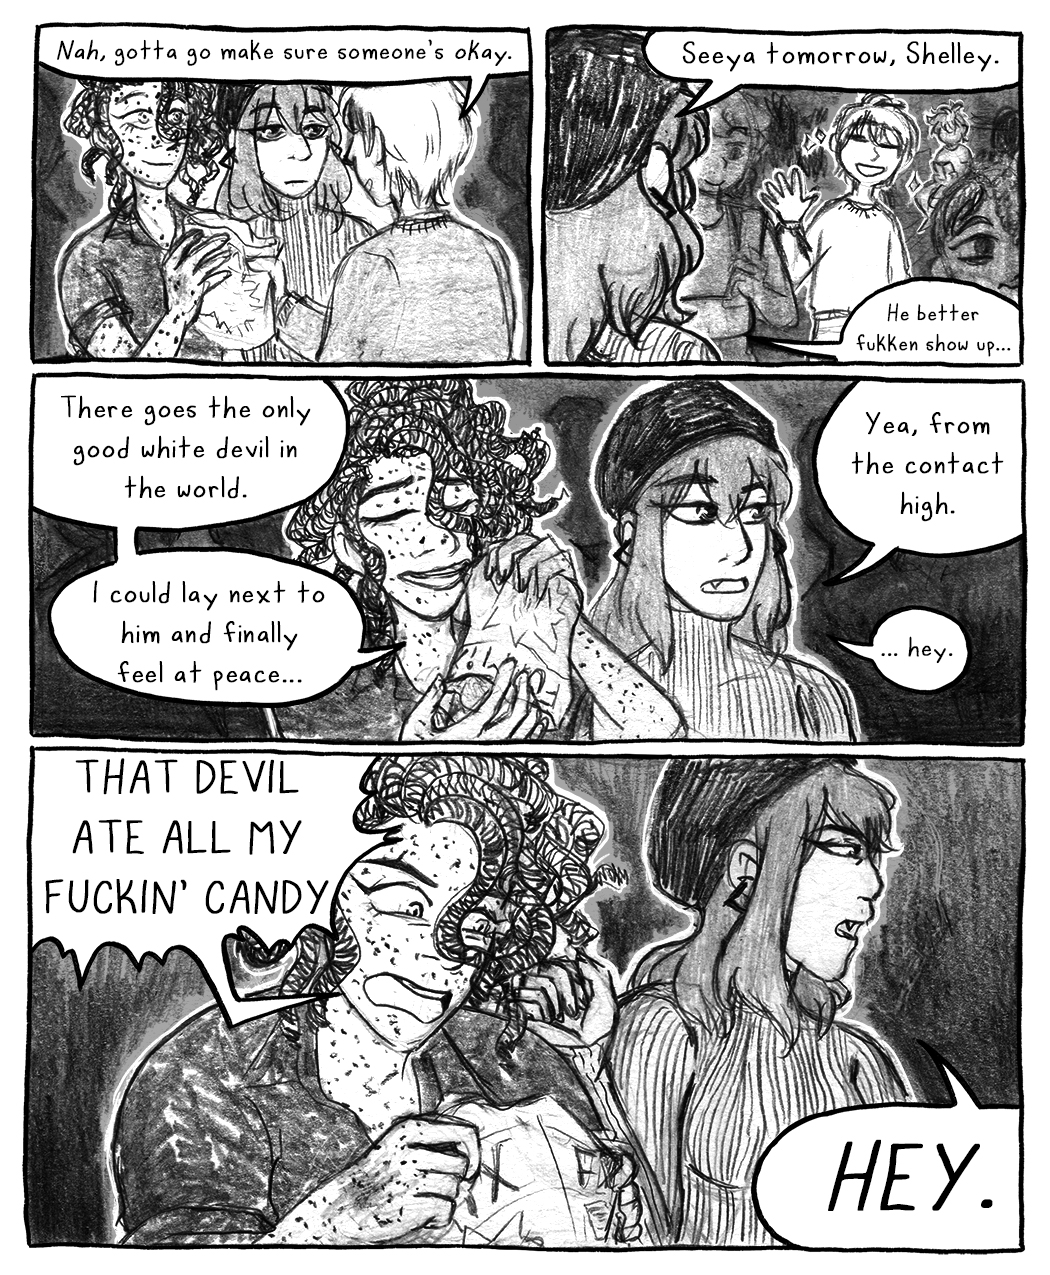 Nah, gotta go make sure someone's okay.
Seeya tomorrow, Shelley.
He better
fukken show up...
There goes the only
good white devil in
the world.
I could lay next to
him and finally
feel at peace...
Yea, from
the contact
high.
... hey.
THAT DEVIL
ATE ALL MY
FUCKIN' CANDY
HEY.